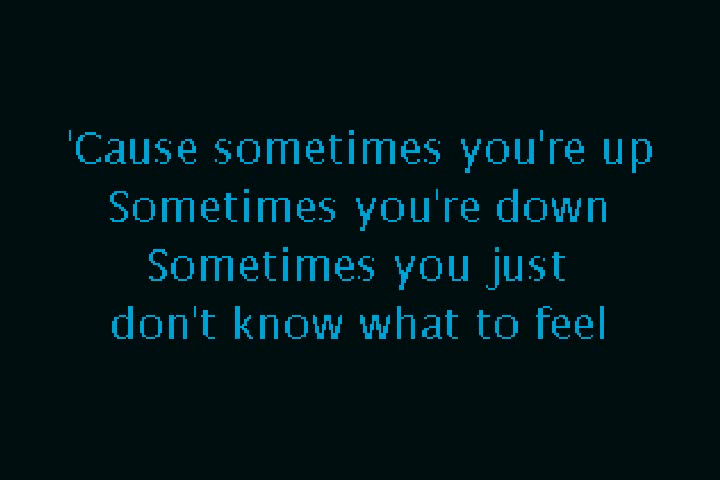 'Cause sometimes you're up
Sometimes you're down
Sometimes you just
don't know what to feel